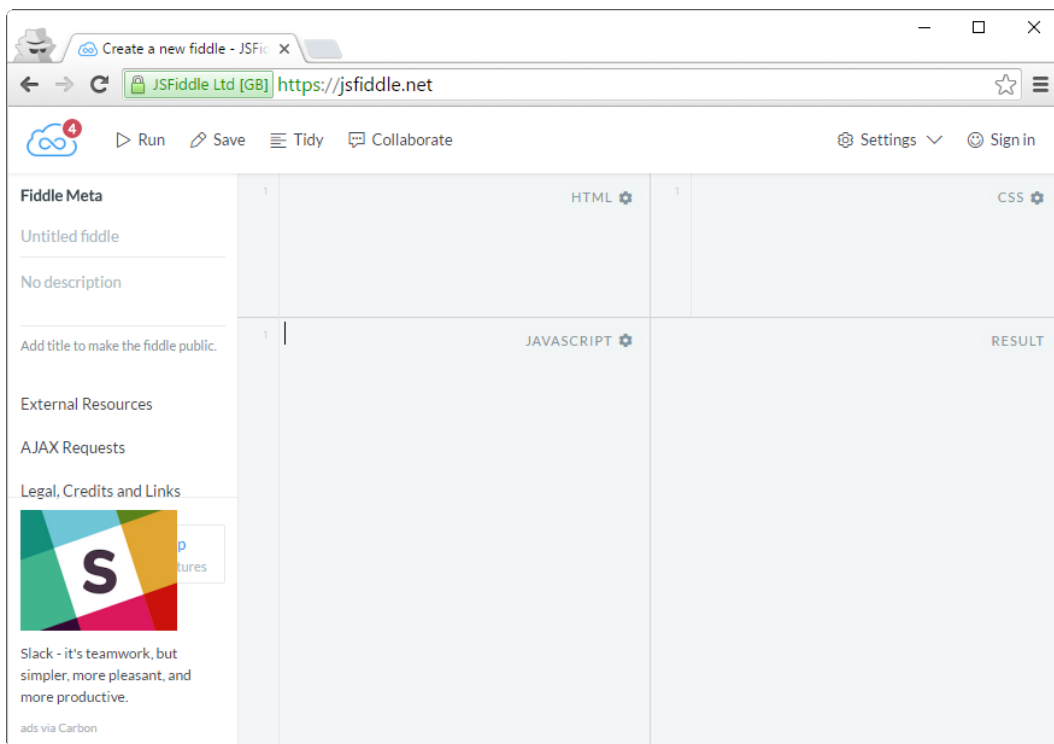 Create a new fiddle - JSFic
JSFiddle Ltd [GB] https://jsfiddle.net
4
Run Save Tidy Collaborate Settings Sign in
Fiddle Meta
Untitled fiddle
No description
Add title to make the fiddle public.
External Resources
AJAX Requests
Legal, Credits and Links
p
tures
S
Slack - it's teamwork, but
simpler, more pleasant, and
more productive.
ads via Carbon
1 HTML
1 CSS
1 JAVASCRIPT
RESULT